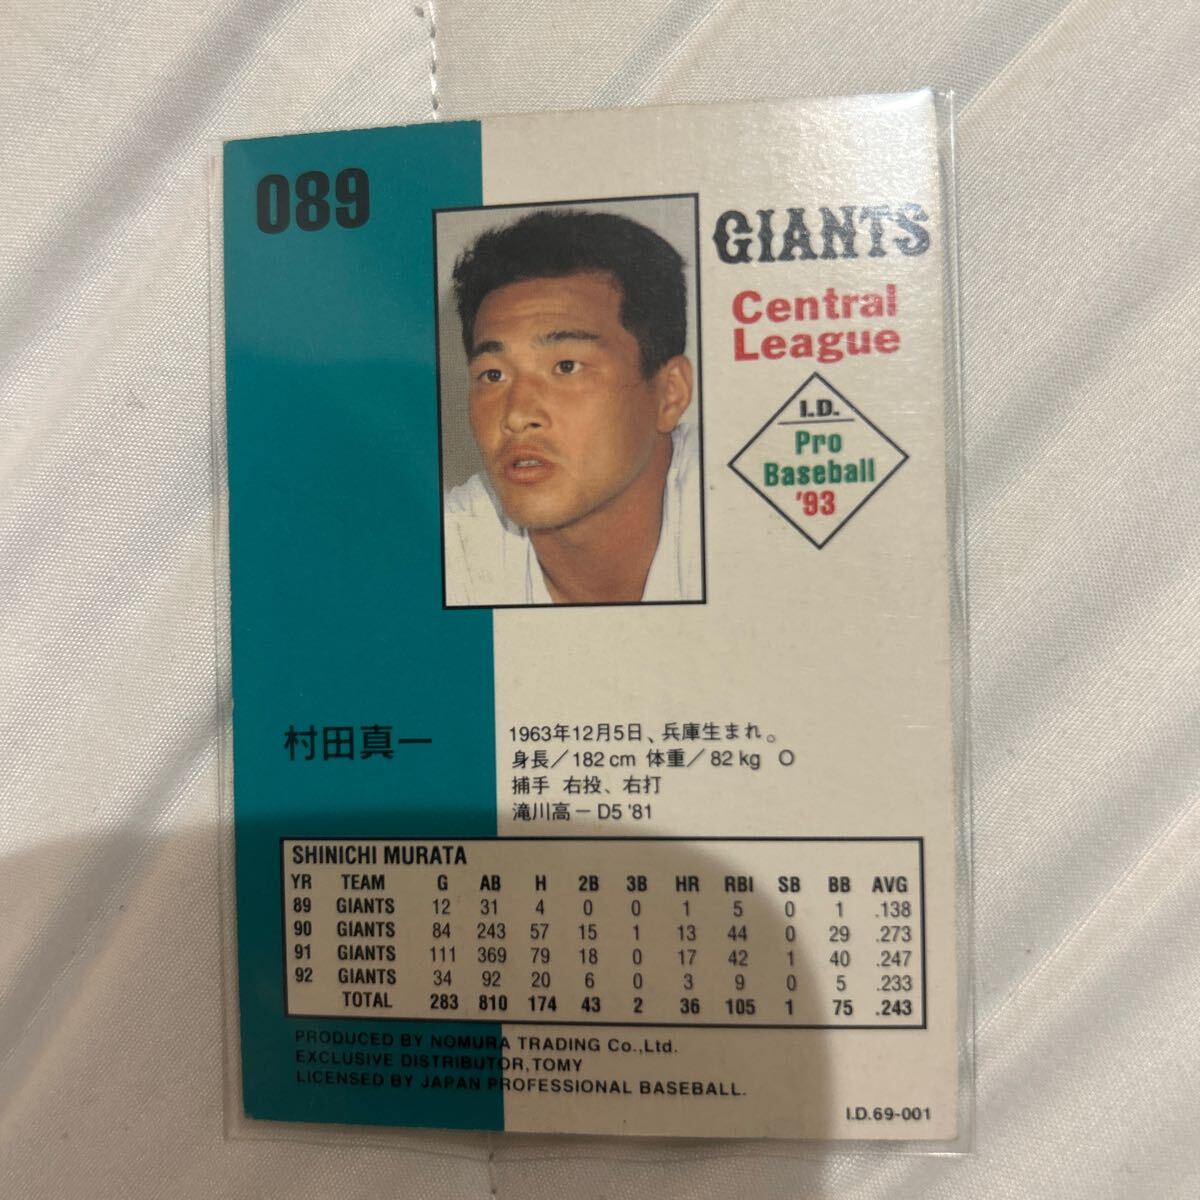 089
GIANTS
Central
League
I.D.
Pro
Baseball
'93
村田真一
1963年12月5日、兵庫生まれ。
身長／182 cm 体重／82 kg O
捕手 右投、右打
滝川高－D5 '81
SHINICHI MURATA
YR TEAM G AB H 2B 3B HR RBI SB BB AVG
89 GIANTS 12 31 4 0 0 1 5 0 1 .138
90 GIANTS 84 243 57 15 1 13 44 0 29 .273
91 GIANTS 111 369 79 18 0 17 42 1 40 .247
92 GIANTS 34 92 20 6 0 3 9 0 5 .233
TOTAL 283 810 174 43 2 36 105 1 75 .243
PRODUCED BY NOMURA TRADING Co.,Ltd.
EXCLUSIVE DISTRIBUTOR,TOMY
LICENSED BY JAPAN PROFESSIONAL BASEBALL.
I.D.69-001